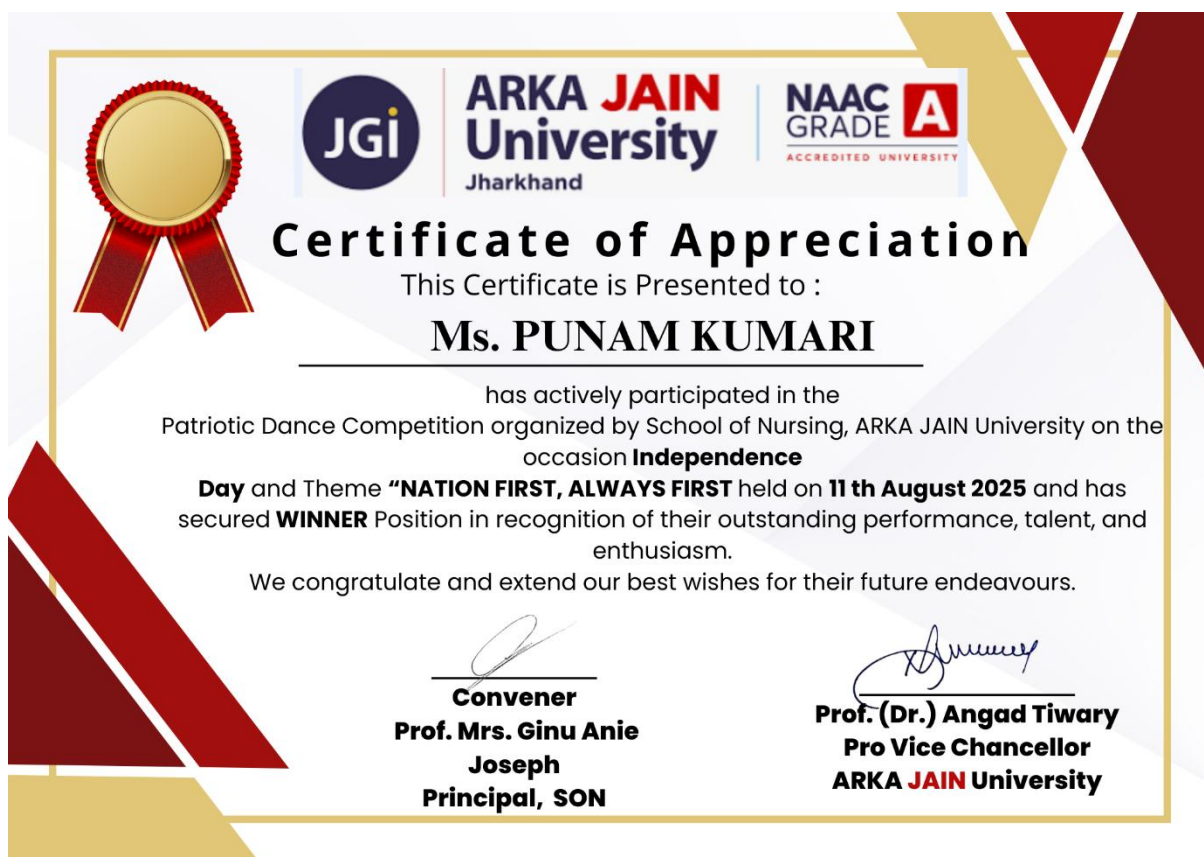 JGi
ARKA JAIN
University
Jharkhand
NAAC
GRADE A
ACCREDITED UNIVERSITY
Certificate of Appreciation
This Certificate is Presented to :
Ms. PUNAM KUMARI
has actively participated in the
Patriotic Dance Competition organized by School of Nursing, ARKA JAIN University on the
occasion Independence
Day and Theme “NATION FIRST, ALWAYS FIRST held on 11 th August 2025 and has
secured WINNER Position in recognition of their outstanding performance, talent, and
enthusiasm.
We congratulate and extend our best wishes for their future endeavours.
Convener
Prof. Mrs. Ginu Anie
Joseph
Principal, SON
Prof. (Dr.) Angad Tiwary
Pro Vice Chancellor
ARKA JAIN University